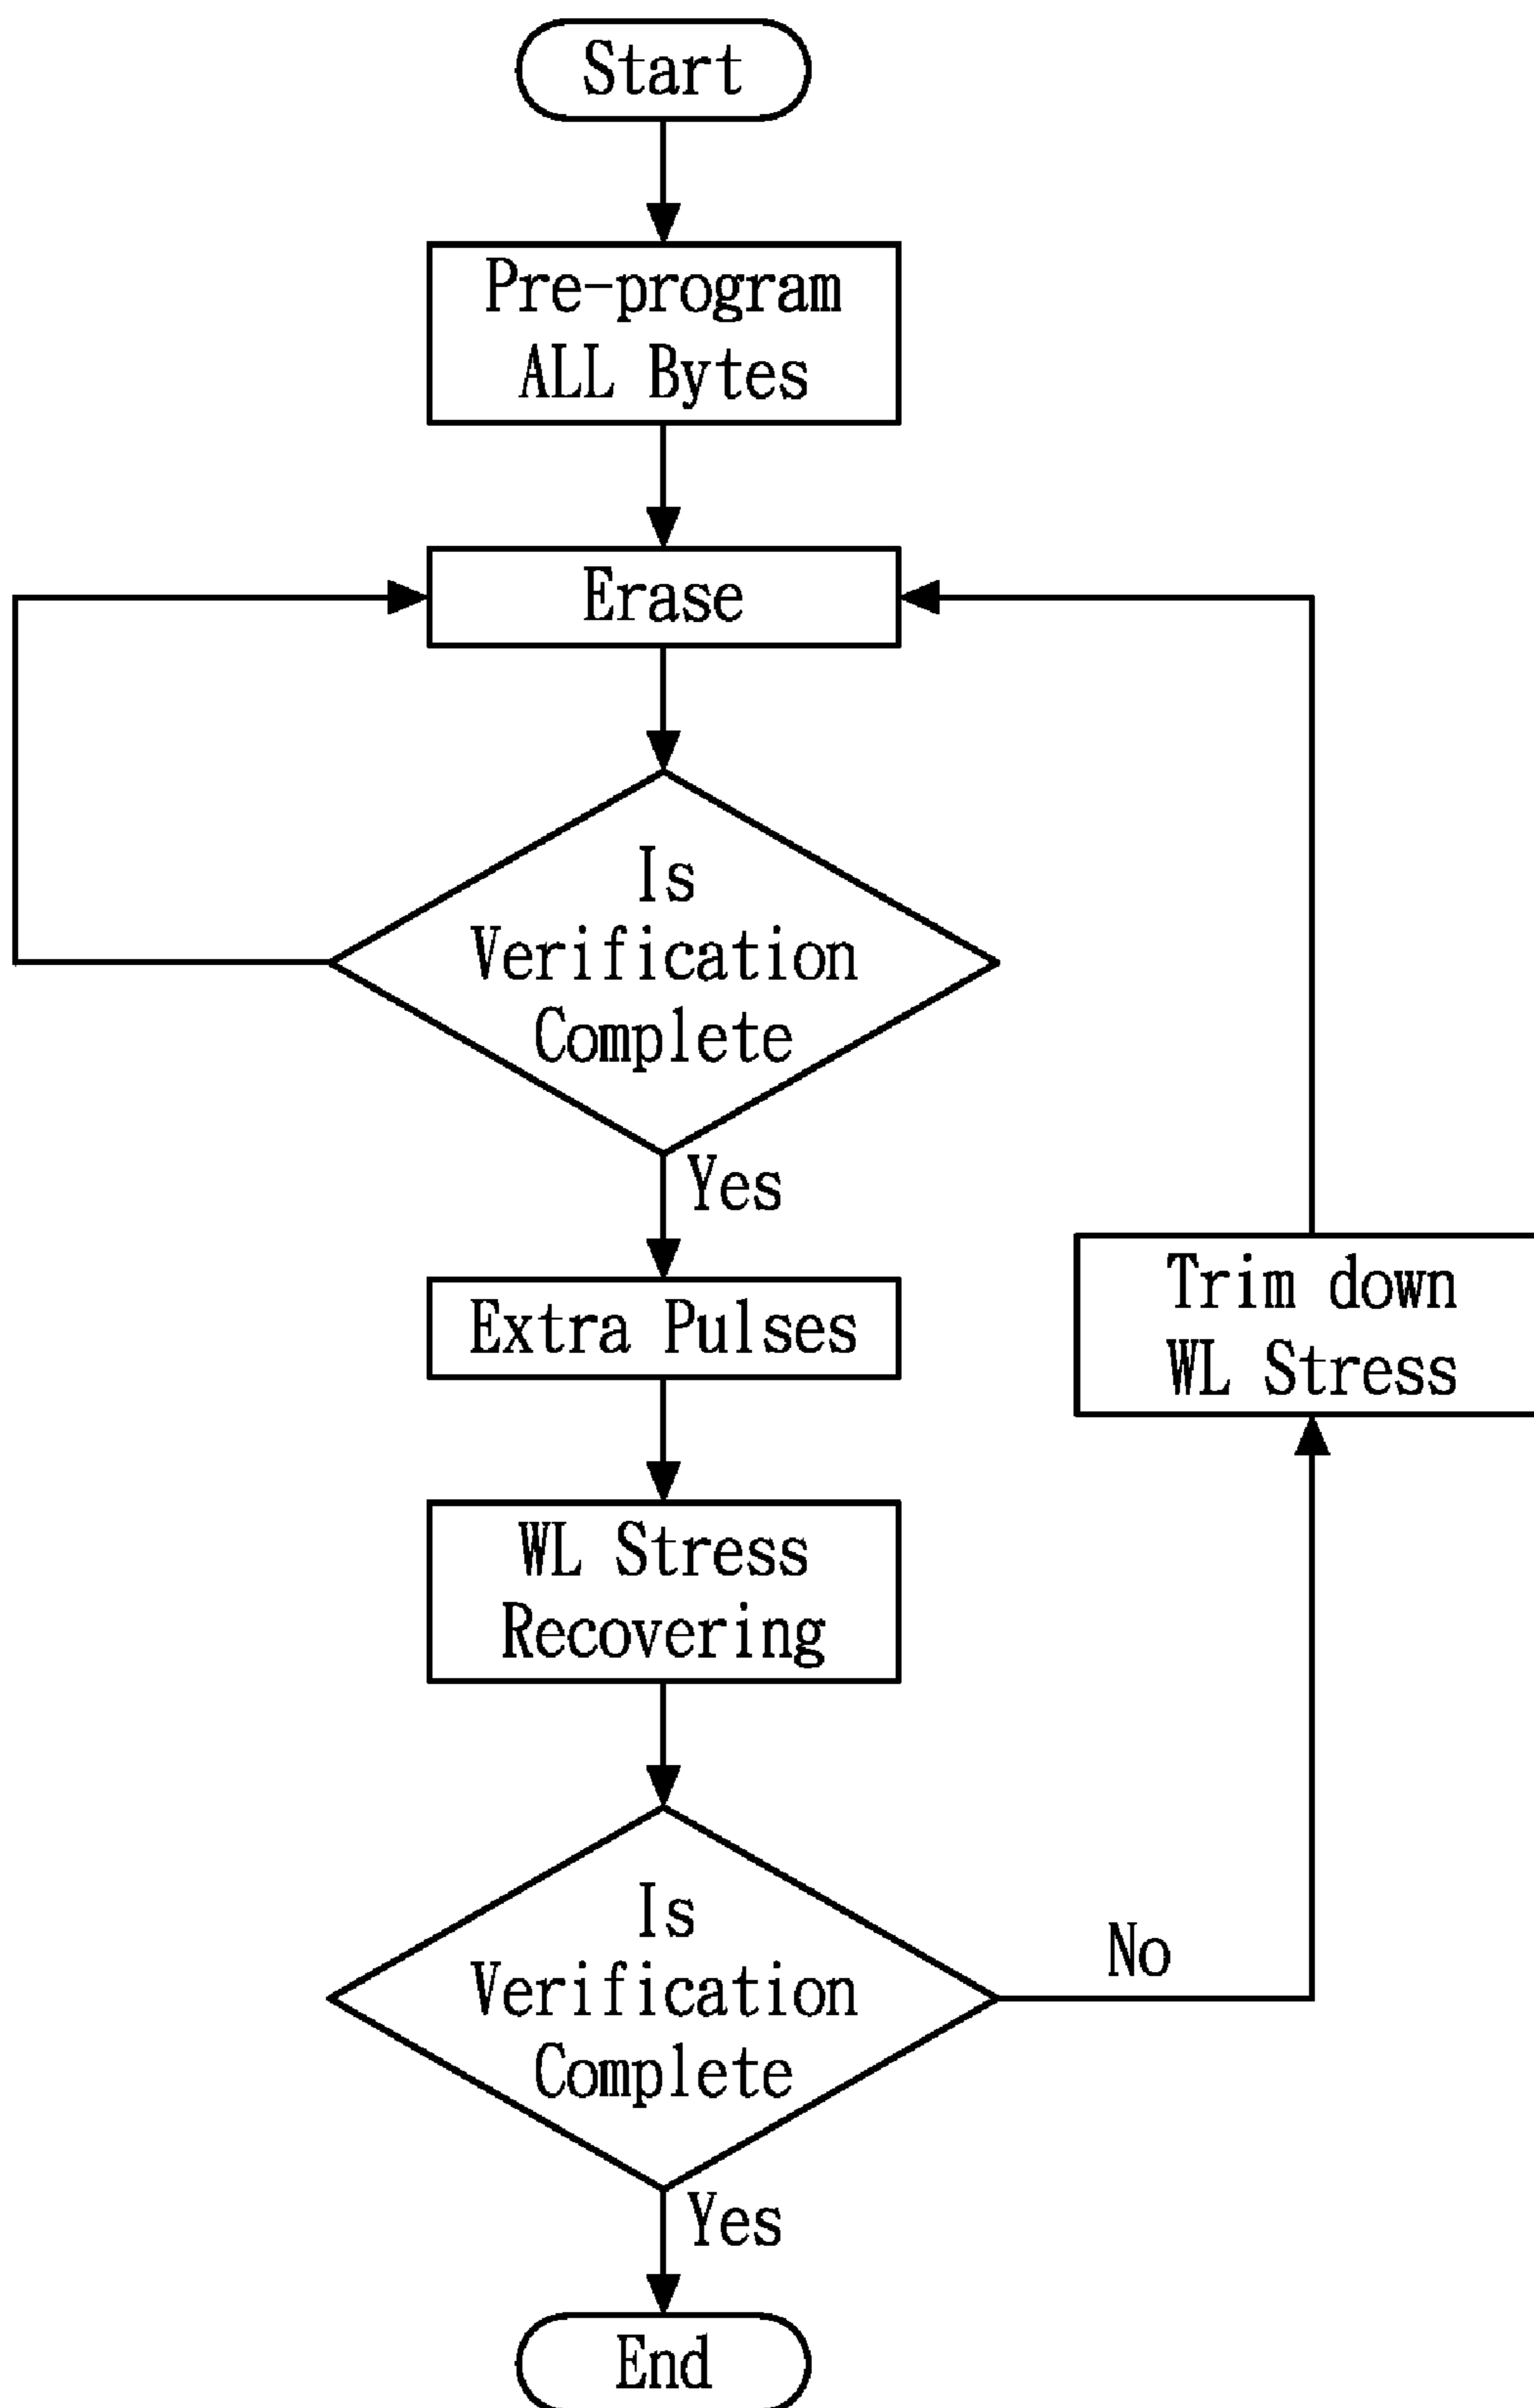 Start
Pre-program
ALL Bytes
Erase
Is
Verification
Complete
Yes
Extra Pulses
Trim down
WL Stress
WL Stress
Recovering
Is
Verification
Complete
No
Yes
End